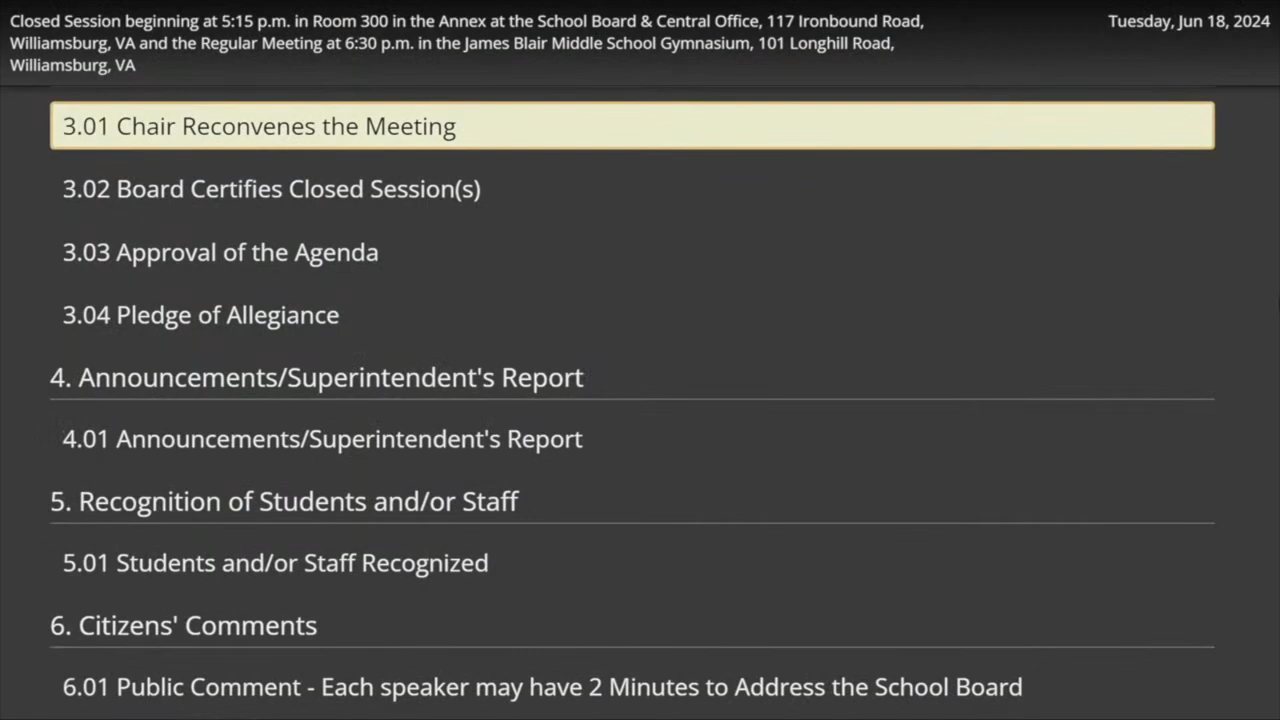 Closed Session beginning at 5:15 p.m. in Room 300 in the Annex at the School Board & Central Office, 117 Ironbound Road,
Williamsburg, VA and the Regular Meeting at 6:30 p.m. in the James Blair Middle School Gymnasium, 101 Longhill Road,
Williamsburg, VA
Tuesday, Jun 18, 2024
3.01 Chair Reconvenes the Meeting
3.02 Board Certifies Closed Session(s)
3.03 Approval of the Agenda
3.04 Pledge of Allegiance
4. Announcements/Superintendent's Report
4.01 Announcements/Superintendent's Report
5. Recognition of Students and/or Staff
5.01 Students and/or Staff Recognized
6. Citizens' Comments
6.01 Public Comment - Each speaker may have 2 Minutes to Address the School Board